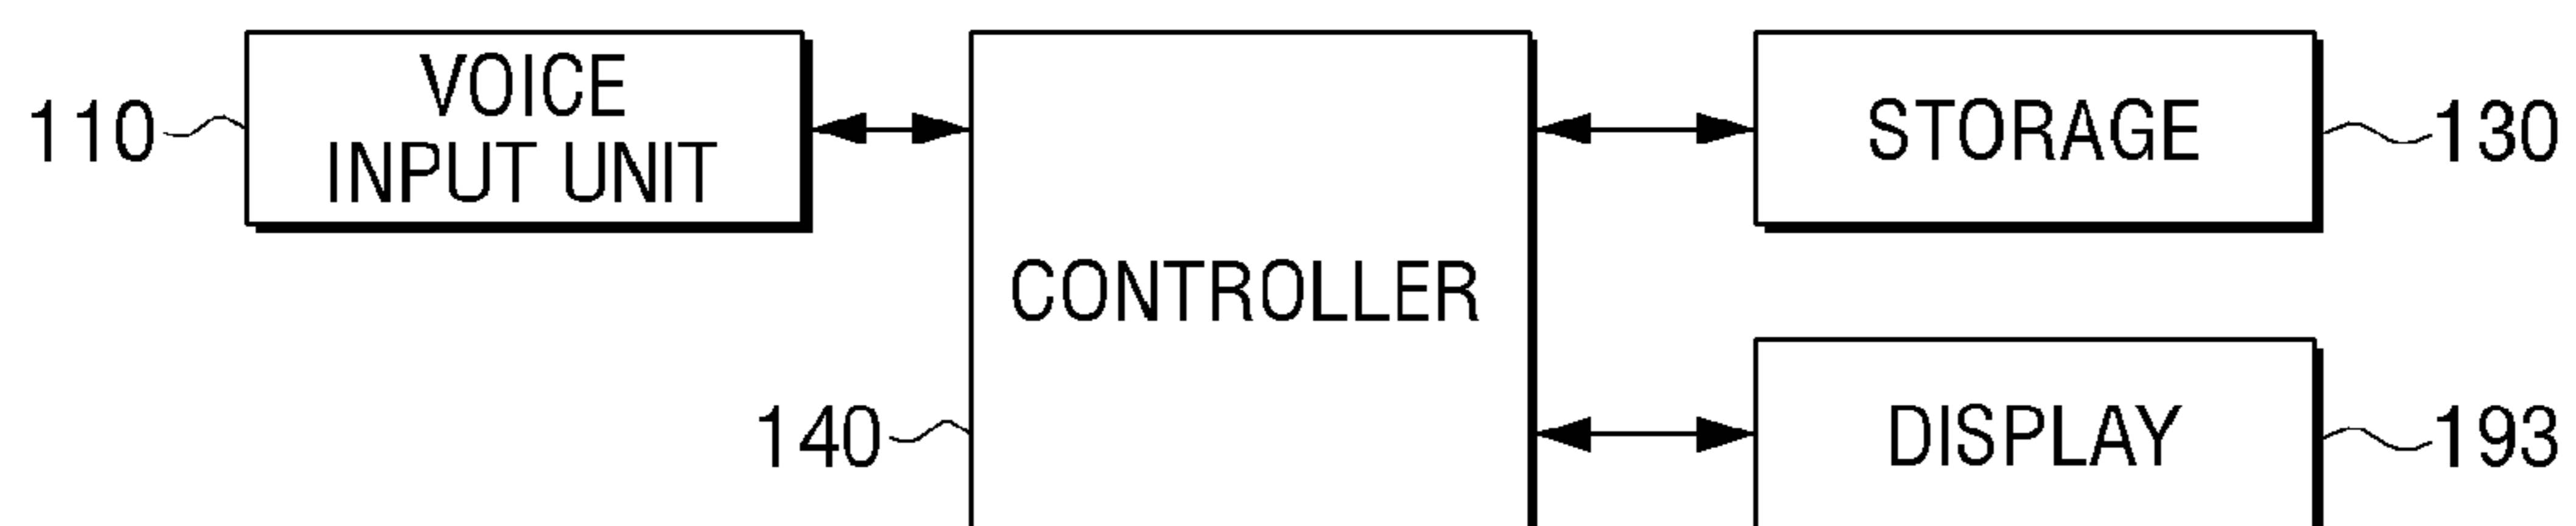 110
VOICE
INPUT UNIT
STORAGE
130
CONTROLLER
140
DISPLAY
193